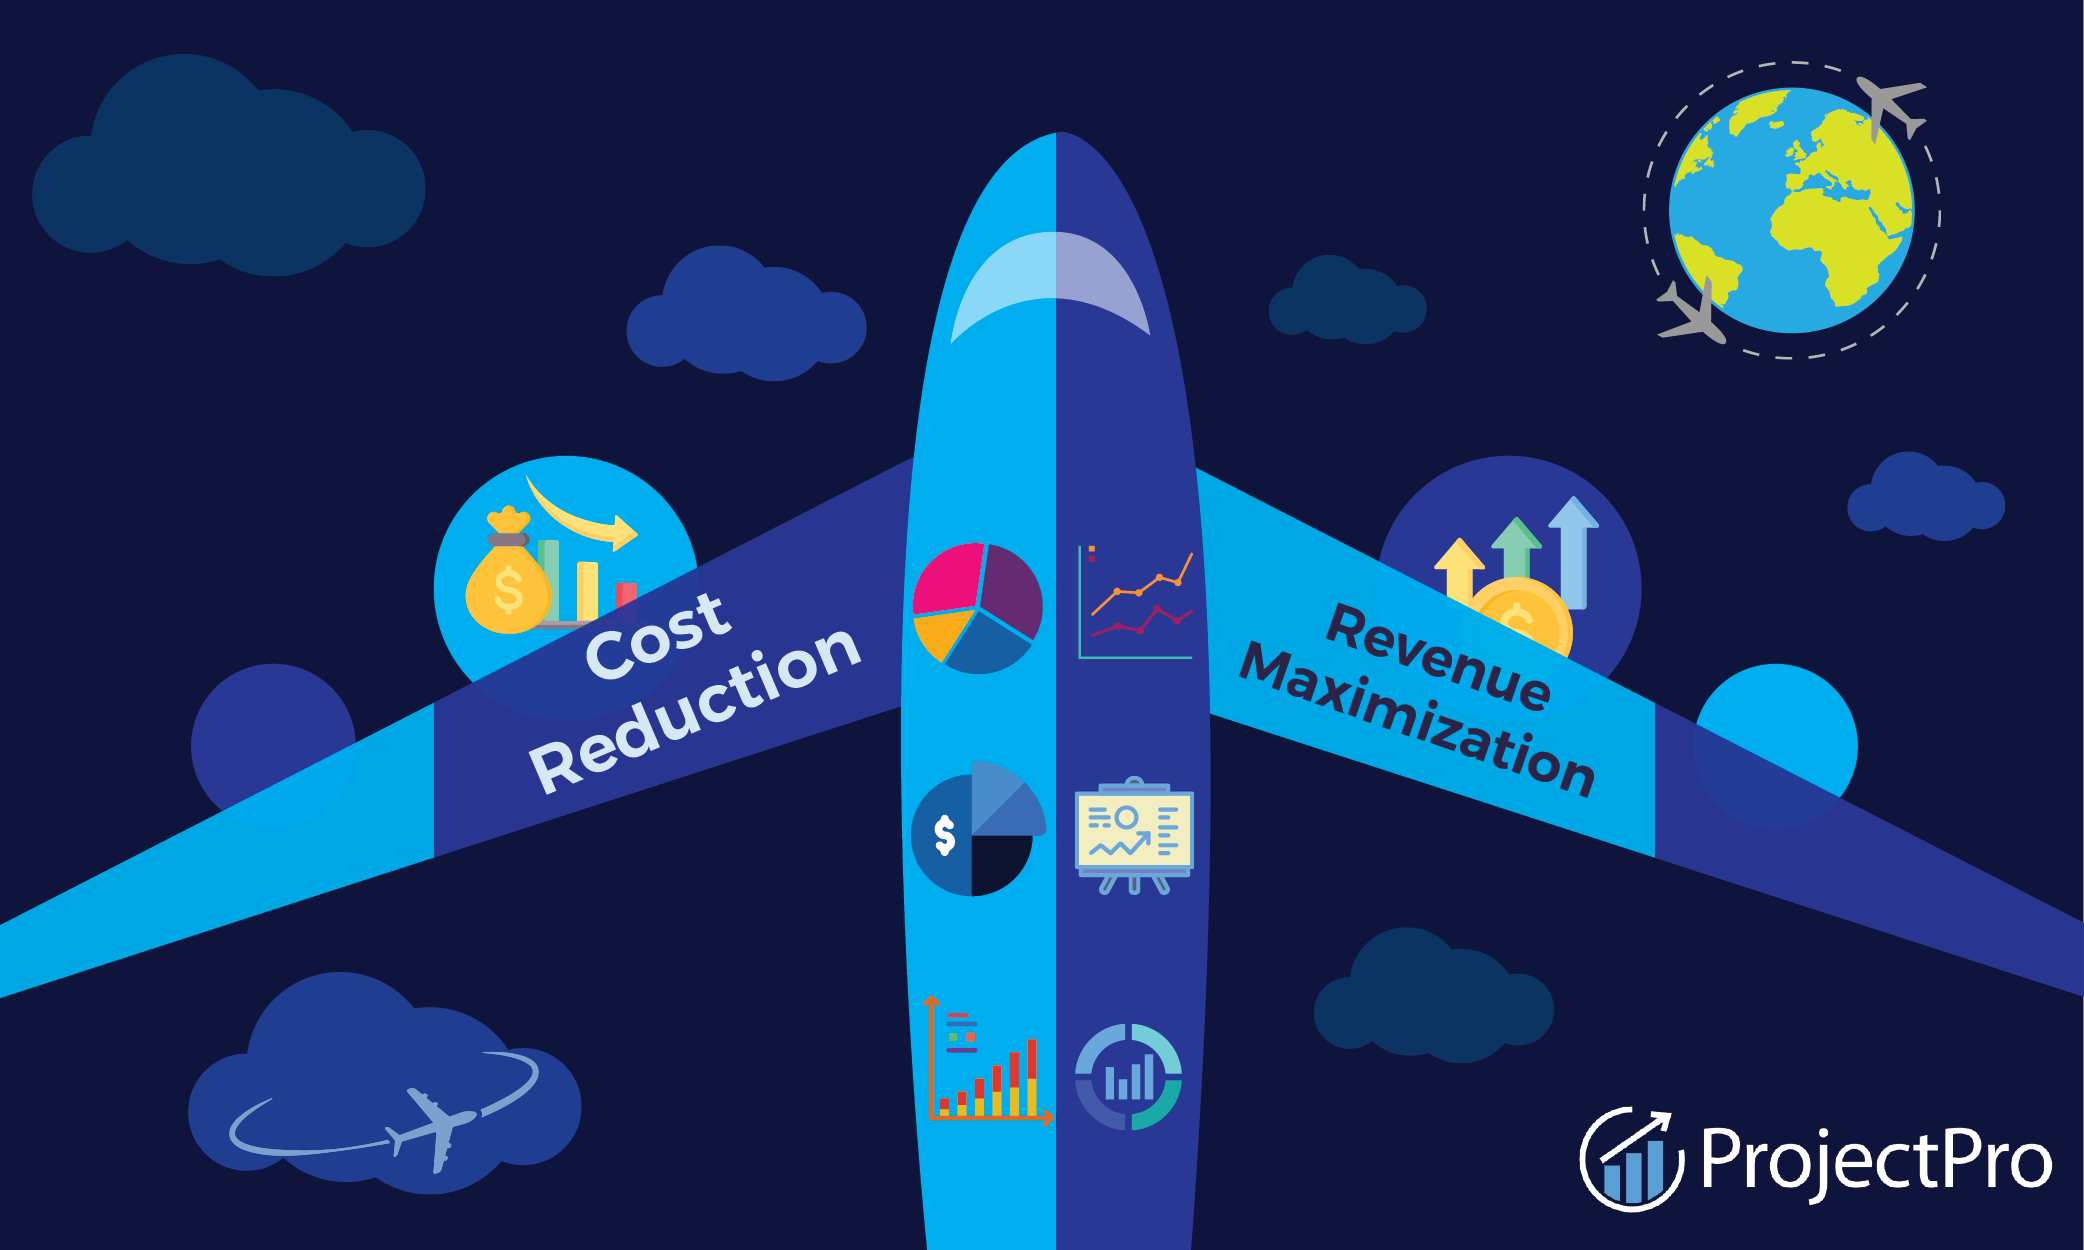 Cost
Reduction
Revenue
Maximization
$
$
$
ProjectPro